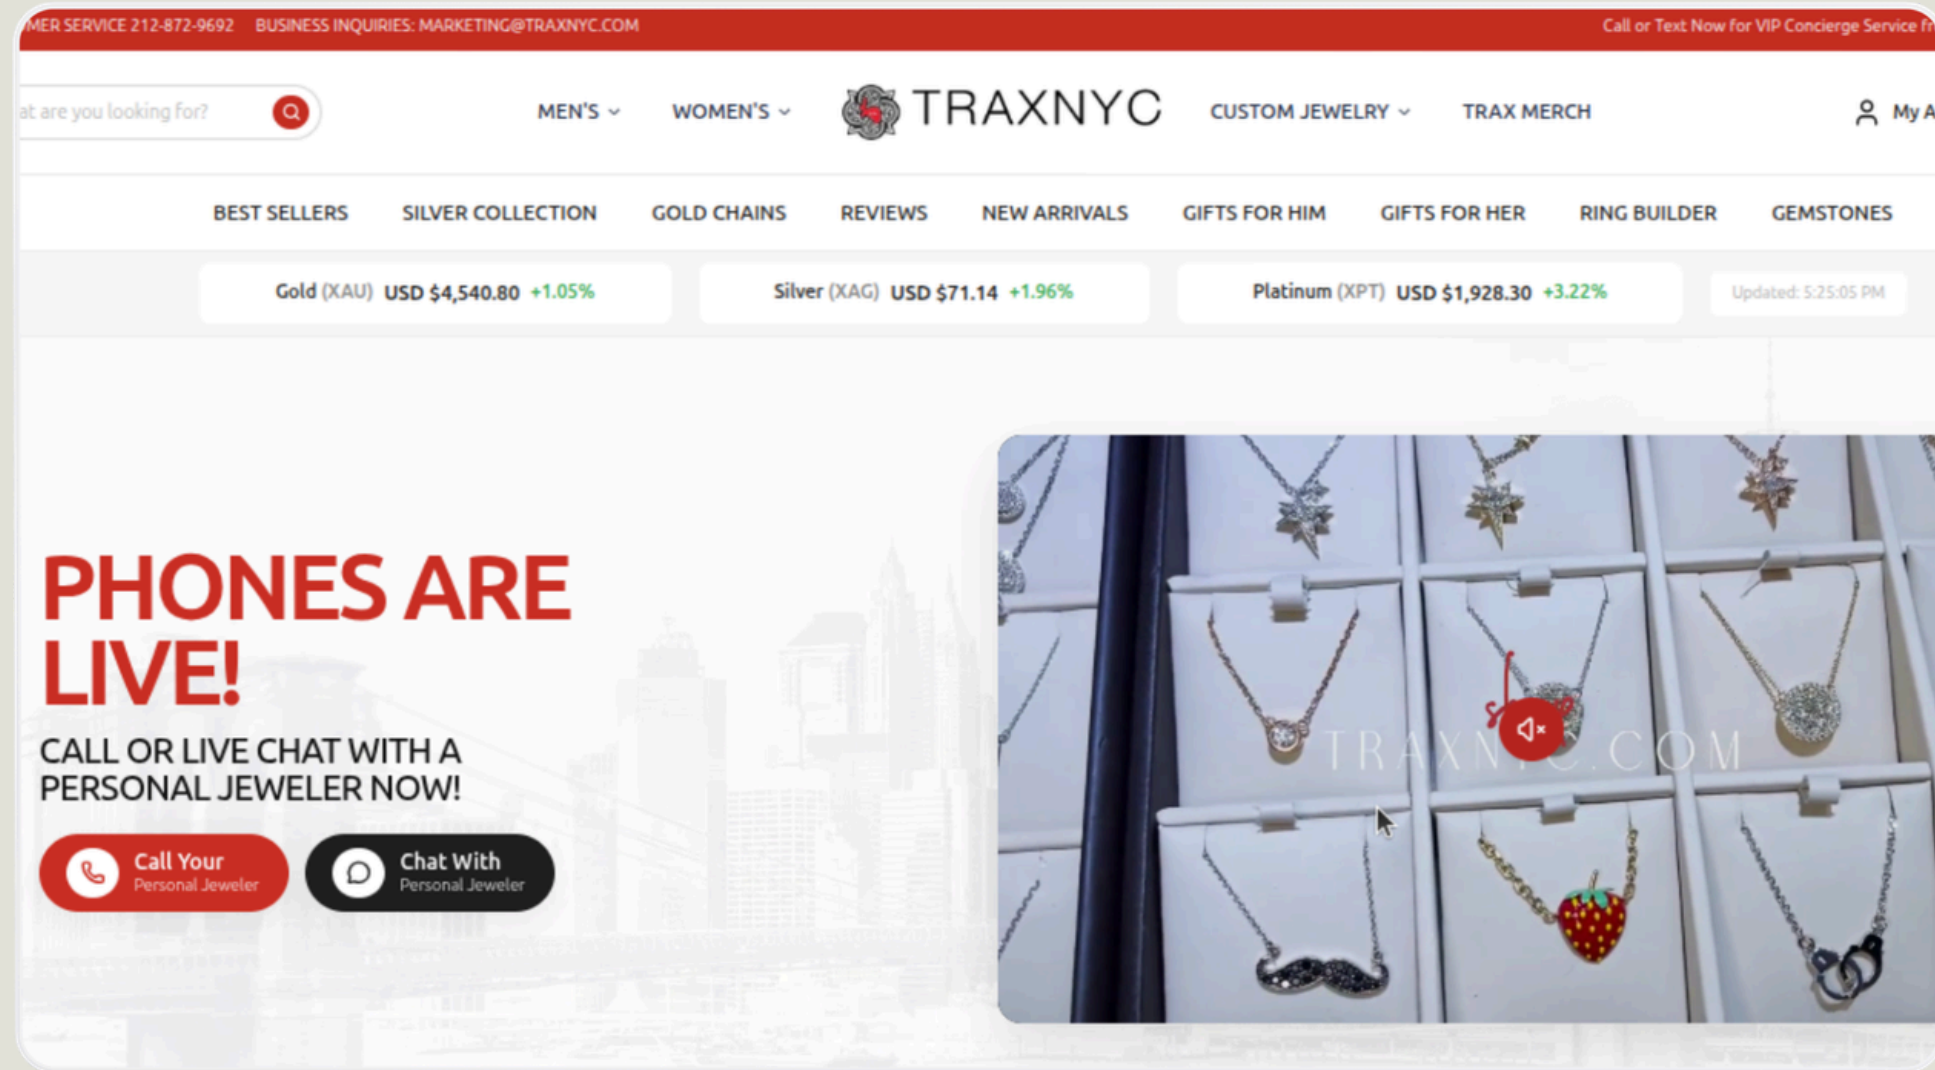 MER SERVICE 212-872-9692 BUSINESS INQUIRIES: MARKETING@TRAXNYC.COM
Call or Text Now for VIP Concierge Service
at are you looking for?
MEN'S
WOMEN'S
TRAXNYC
CUSTOM JEWELRY
TRAX MERCH
My A
BEST SELLERS SILVER COLLECTION GOLD CHAINS REVIEWS NEW ARRIVALS GIFTS FOR HIM GIFTS FOR HER RING BUILDER GEMSTONES
Gold (XAU) USD $4,540.80 +1.05%
Silver (XAG) USD $71.14 +1.96%
Platinum (XPT) USD $1,928.30 +3.22%
Updated: 5:25:05 PM
PHONES ARE
LIVE!
CALL OR LIVE CHAT WITH A
PERSONAL JEWELER NOW!
Call Your
Personal Jeweler
Chat With
Personal Jeweler